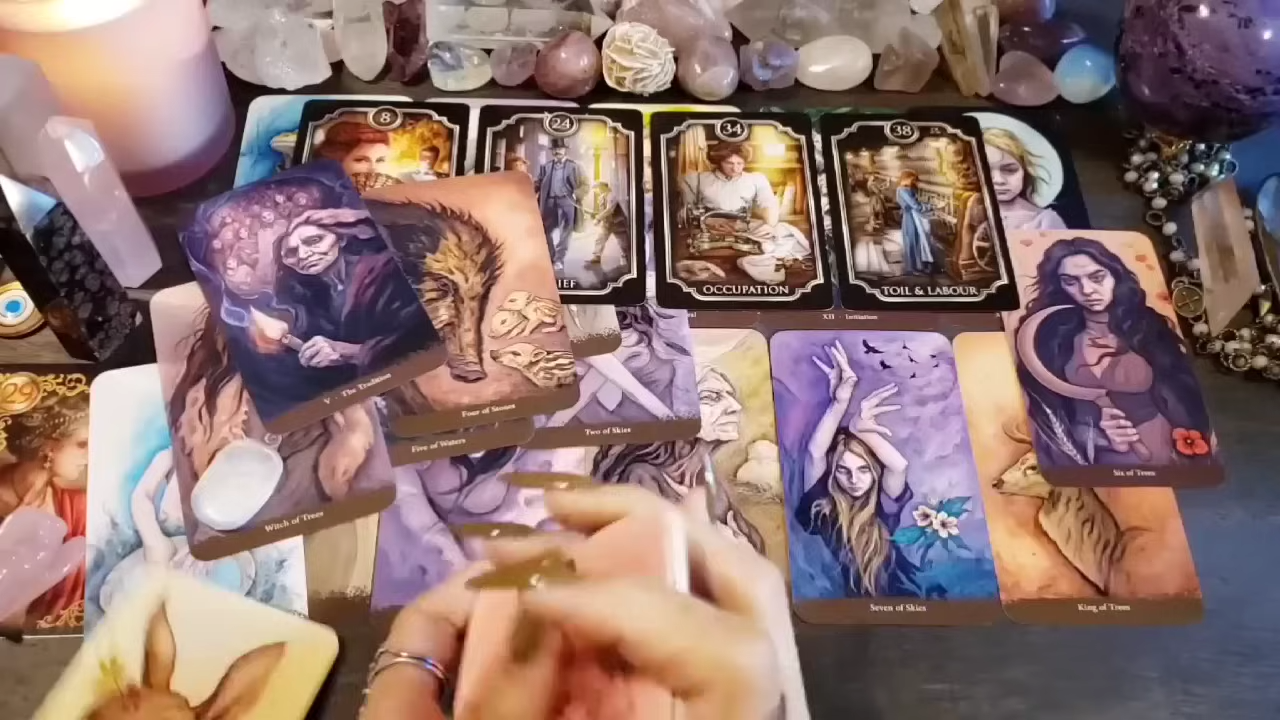 8
24
34
38
IEF
OCCUPATION
TOIL & LABOUR
XII - Initiation
V - The Tradition
Four of Stones
Five of Waters
Two of Skies
Witch of Trees
Six of Trees
Seven of Skies
King of Trees
29